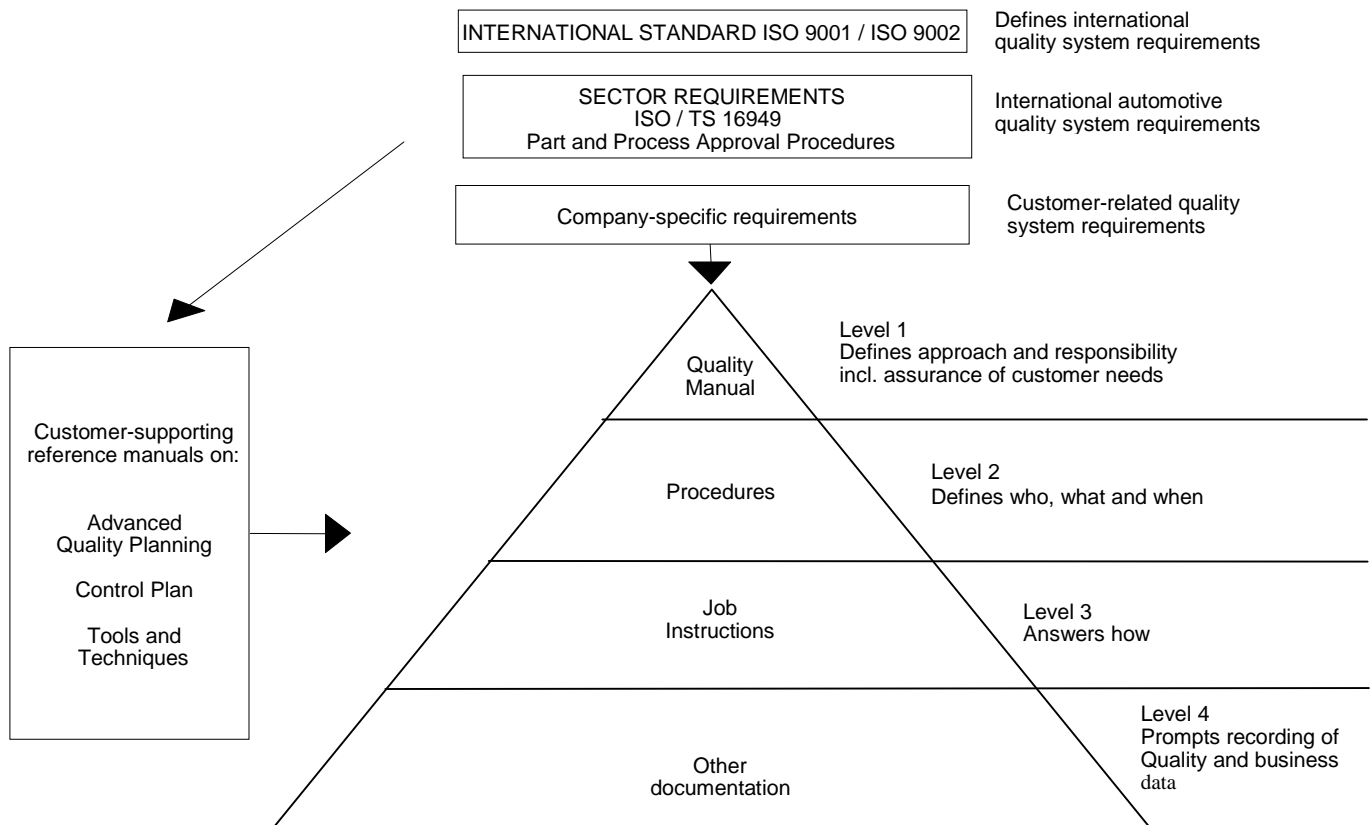 INTERNATIONAL STANDARD ISO 9001 / ISO 9002
Defines international
quality system requirements
SECTOR REQUIREMENTS
ISO / TS 16949
Part and Process Approval Procedures
International automotive
quality system requirements
Company-specific requirements
Customer-related quality
system requirements
Customer-supporting
reference manuals on:
Advanced
Quality Planning
Control Plan
Tools and
Techniques
Quality
Manual
Level 1
Defines approach and responsibility
incl. assurance of customer needs
Procedures
Level 2
Defines who, what and when
Job
Instructions
Level 3
Answers how
Other
documentation
Level 4
Prompts recording of
Quality and business
data